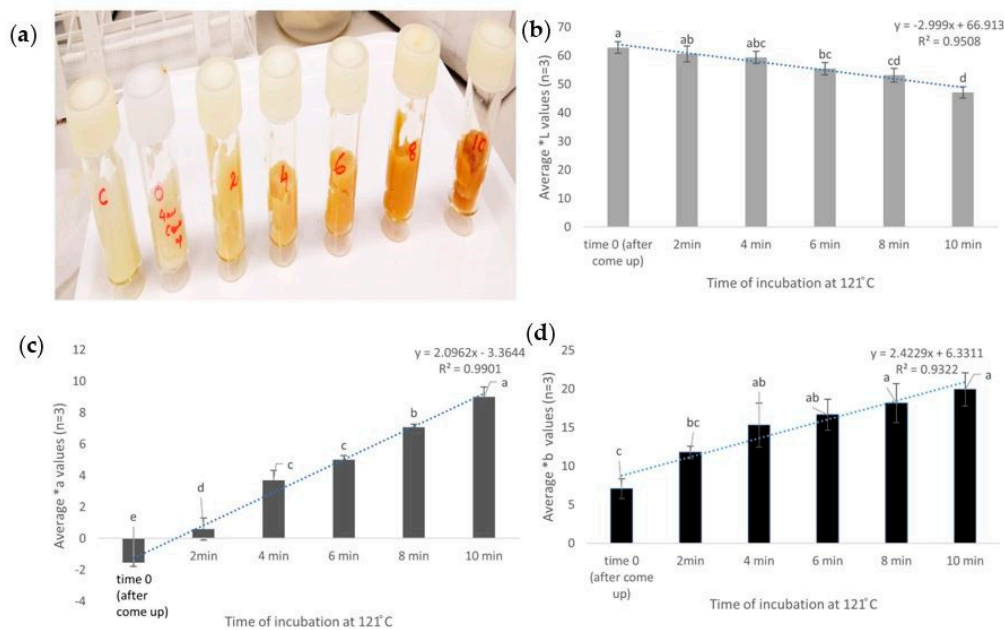 (a)
C
0
2
4
6
8
10
(b)
y = -2.999x + 66.913
R² = 0.9508
70
60
50
40
30
20
10
0
Average *L values (n=3)
a
ab
abc
bc
cd
d
time 0 (after come up)
2min
4 min
6 min
8 min
10 min
Time of incubation at 121°C
(c)
y = 2.0962x - 3.3644
R² = 0.9901
12
10
8
6
4
2
0
-2
-4
Average *a values (n=3)
e
d
c
c
b
a
time 0 (after come up)
2min
4 min
6 min
8 min
10 min
Time of incubation at 121°C
(d)
y = 2.4229x + 6.3311
R² = 0.9322
25
20
15
10
5
0
Average *b values (n=3)
c
bc
ab
ab
a
a
time 0 (after come up)
2min
4 min
6 min
8 min
10 min
Time of incubation at 121°C